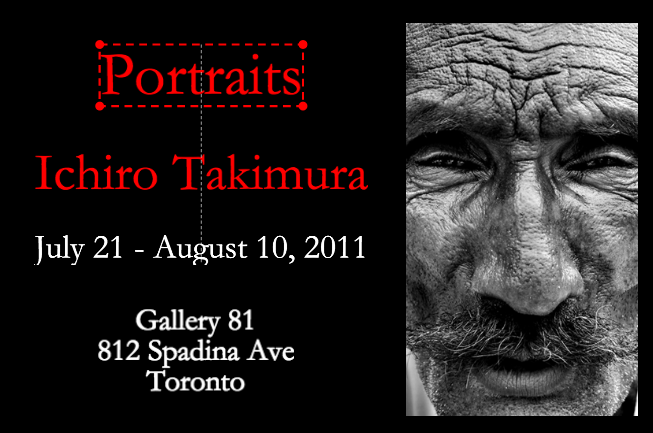 Portraits
Ichiro Takimura
July 21 - August 10, 2011
Gallery 81
812 Spadina Ave
Toronto